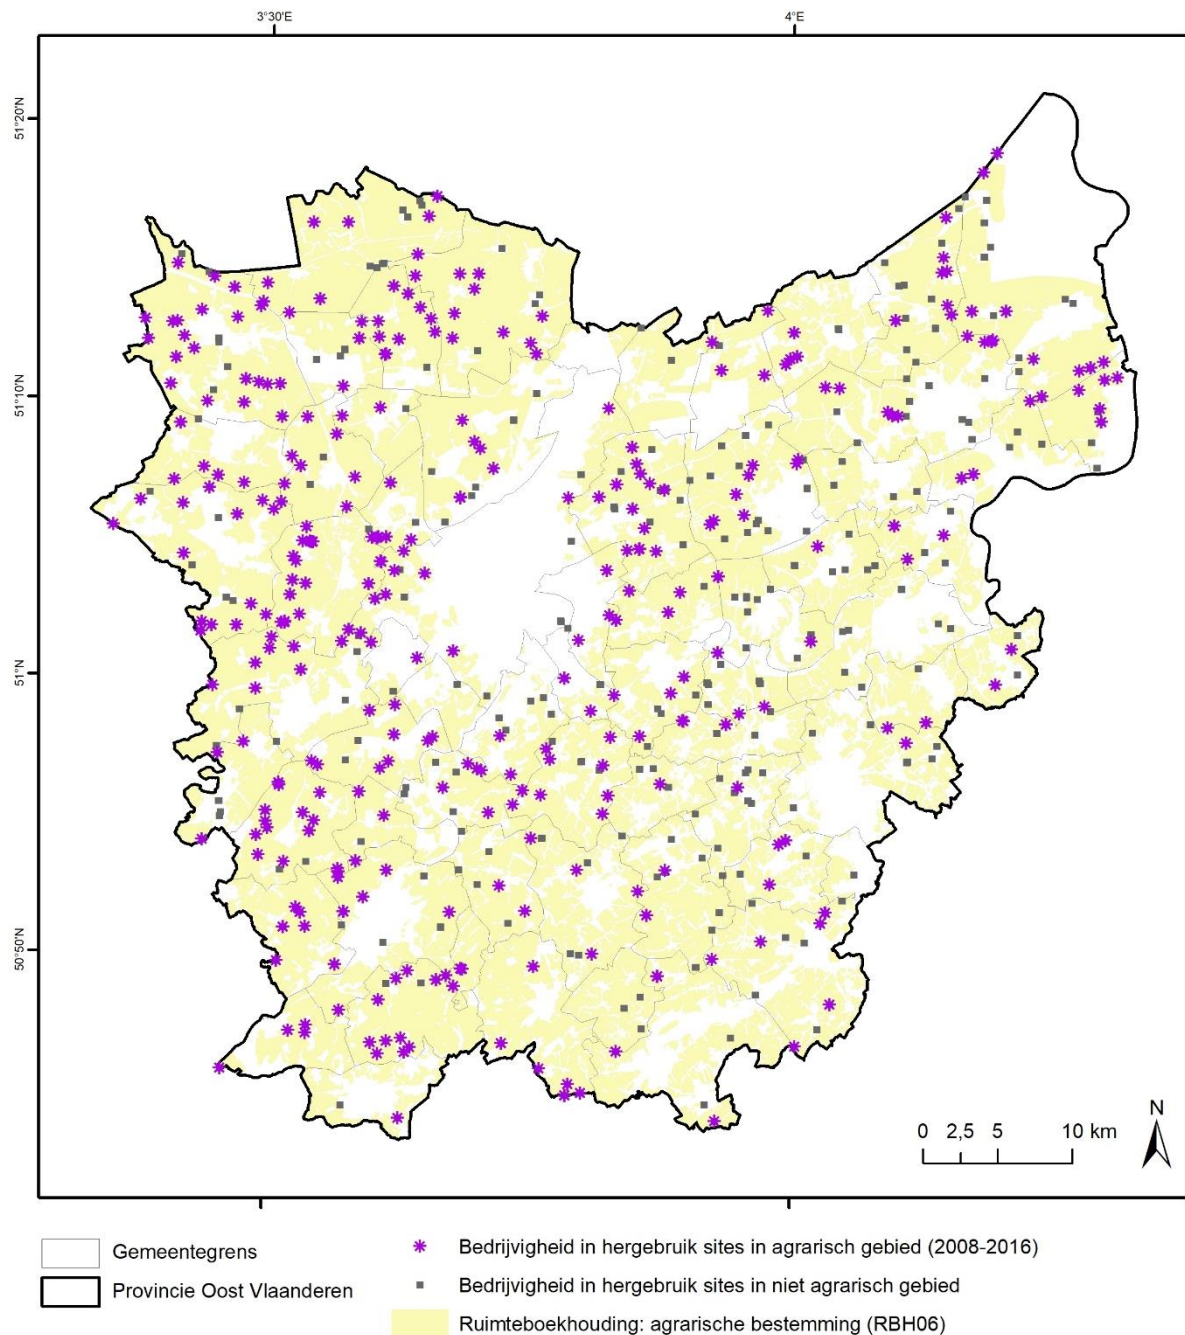 3°30'E
4°E
51°20'N
51°10'N
51°N
50°50'N
N
0 2,5 5 10 km
Gemeentegrens
Provincie Oost Vlaanderen
Bedrijvigheid in hergebruik sites in agrarisch gebied (2008-2016)
Bedrijvigheid in hergebruik sites in niet agrarisch gebied
Ruimteboekhouding: agrarische bestemming (RBH06)